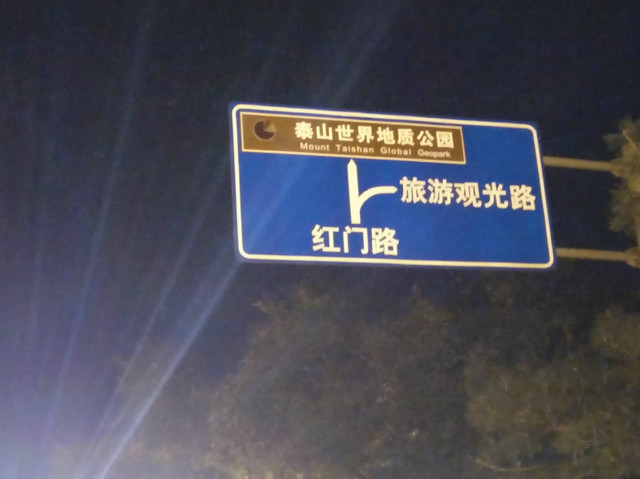 泰山世界地质公园
Mount Taishan Global Geopark
旅游观光路
红门路